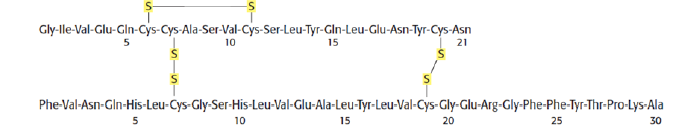 S S
Gly-Ile-Val-Glu-Gln-Cys-Cys-Ala-Ser-Val-Cys-Ser-Leu-Tyr-Gln-Leu-Glu-Asn-Tyr-Cys-Asn
5 10 15 21
S S
S S
Phe-Val-Asn-Gln-His-Leu-Cys-Gly-Ser-His-Leu-Val-Glu-Ala-Leu-Tyr-Leu-Val-Cys-Gly-Glu-Arg-Gly-Phe-Phe-Tyr-Thr-Pro-Lys-Ala
5 10 15 20 25 30